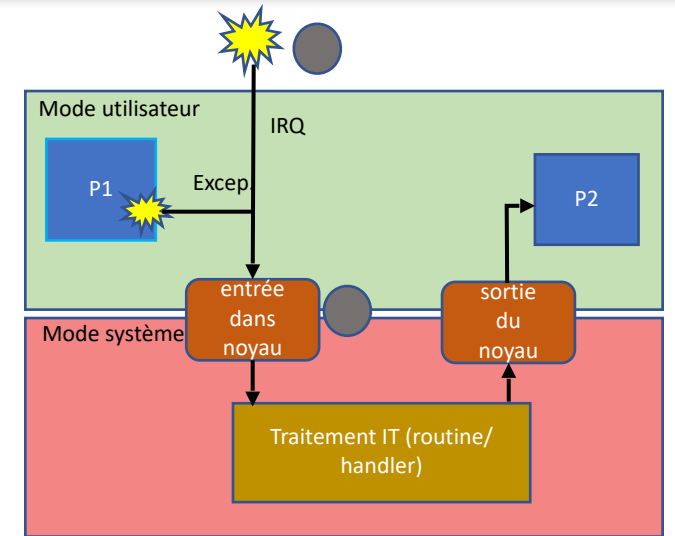 Mode utilisateur
IRQ
P1
Excep.
P2
entrée
dans
noyau
sortie
du
noyau
Mode système
Traitement IT (routine/
handler)